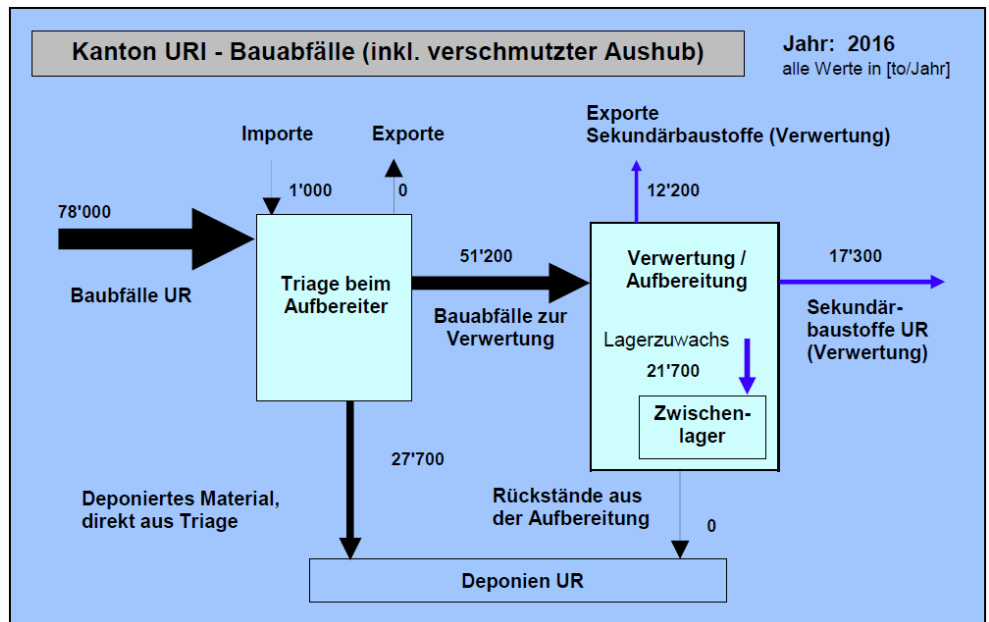 Kanton URI - Bauabfälle (inkl. verschmutzter Aushub)
Jahr: 2016
alle Werte in [to/Jahr]
Importe
Exporte
Exporte
Sekundärbaustoffe (Verwertung)
1'000
0
12'200
78'000
Baubfälle UR
Triage beim
Aufbereiter
51'200
Bauabfälle zur
Verwertung
Verwertung /
Aufbereitung
17'300
Sekundär-
baustoffe UR
(Verwertung)
Lagerzuwachs
21'700
Zwischen-
lager
27'700
Deponiertes Material,
direkt aus Triage
Rückstände aus
der Aufbereitung
0
Deponien UR